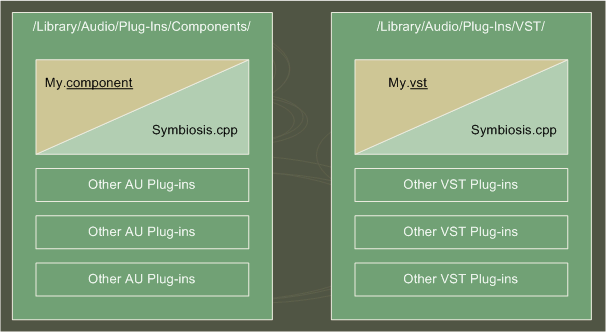 /Library/Audio/Plug-Ins/Components/
My.component
Symbiosis.cpp
Other AU Plug-ins
Other AU Plug-ins
Other AU Plug-ins
/Library/Audio/Plug-Ins/VST/
My.vst
Symbiosis.cpp
Other VST Plug-ins
Other VST Plug-ins
Other VST Plug-ins